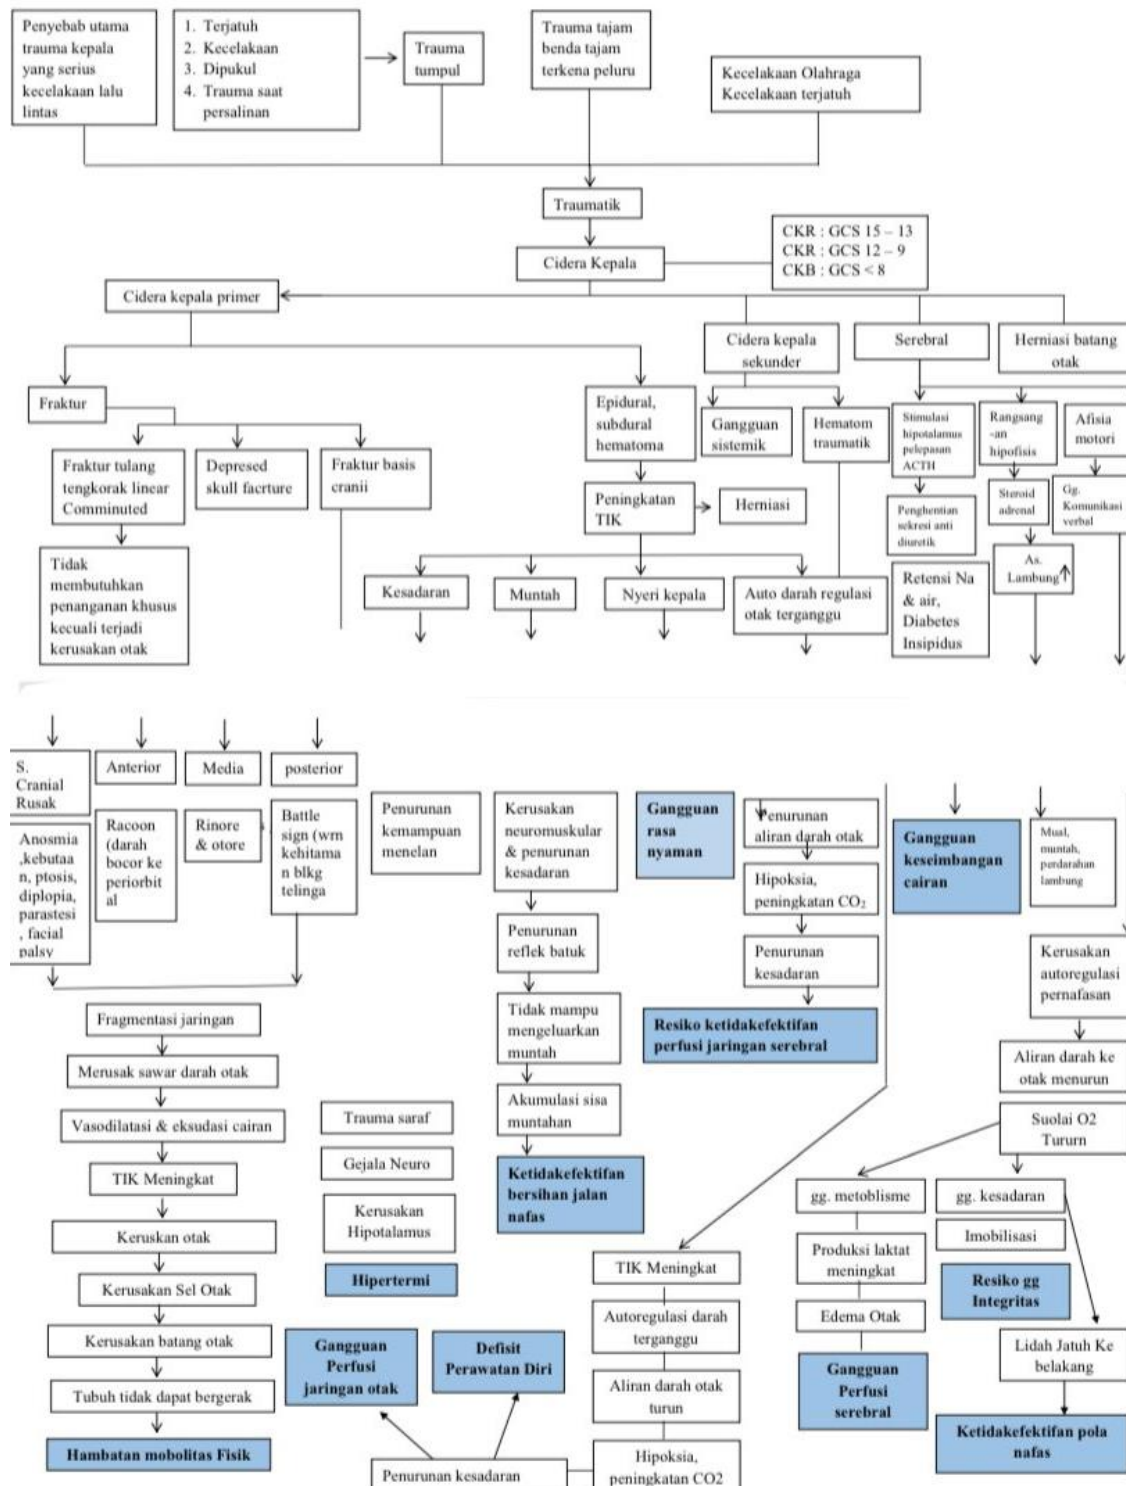 Penyebab utama
trauma kepala
yang serius
kecelakaan lalu
lintas
1. Terjatuh
2. Kecelakaan
3. Dipukul
4. Trauma saat
persalinan
Trauma
tumpul
Trauma tajam
benda tajam
terkena peluru
Kecelakaan Olahraga
Kecelakaan terjatuh
Traumatik
Cidera Kepala
CKR : GCS 15 – 13
CKR : GCS 12 – 9
CKB : GCS < 8
Cidera kepala primer
Cidera kepala
sekunder
Serebral
Herniasi batang
otak
Fraktur
Epidural,
subdural
hematoma
Gangguan
sistemik
Hematom
traumatik
Stimulasi
hipotalamus
pelepasan
ACTH
Rangsang
-an
hipofisis
Afisia
motori
Fraktur tulang
tengkorak linear
Comminuted
Depresed
skull facrture
Fraktur basis
cranii
Peningkatan
TIK
Herniasi
Penghentian
sekresi anti
diuretik
Steroid
adrenal
Gg.
Komunikasi
verbal
Tidak
membutuhkan
penanganan khusus
kecuali terjadi
kerusakan otak
Kesadaran
Muntah
Nyeri kepala
Auto darah regulasi
otak terganggu
Retensi Na
& air,
Diabetes
Insipidus
As.
Lambung
S.
Cranial
Rusak
Anterior
Media
posterior
Anosmia
,kebutaa
n, ptosis,
diplopia,
parastesi
, facial
palsy
Racoon
(darah
bocor ke
periorbit
al
Rinore
& otore
Battle
sign (wrn
kehitama
n blkg
telinga
Penurunan
kemampuan
menelan
Kerusakan
neuromuskular
& penurunan
kesadaran
Gangguan
rasa
nyaman
Penurunan
aliran darah otak
Gangguan
keseimbangan
cairan
Mual,
muntah,
perdarahan
lambung
Hipoksia,
peningkatan CO₂
Penurunan
reflek batuk
Penurunan
kesadaran
Kerusakan
autoregulasi
pernafasan
Fragmentasi jaringan
Tidak mampu
mengeluarkan
muntah
Resiko ketidakefektifan
perfusi jaringan serebral
Merusak sawar darah otak
Aliran darah ke
otak menurun
Vasodilatasi & eksudasi cairan
Trauma saraf
Akumulasi sisa
muntahan
Suolai O2
Tururn
TIK Meningkat
Gejala Neuro
Ketidakefektifan
bersihan jalan
nafas
gg. metoblisme
gg. kesadaran
Keruskan otak
Kerusakan
Hipotalamus
Imobilisasi
Produksi laktat
meningkat
Kerusakan Sel Otak
Hipertermi
TIK Meningkat
Resiko gg
Integritas
Kerusakan batang otak
Autoregulasi darah
terganggu
Edema Otak
Gangguan
Perfusi
jaringan otak
Defisit
Perawatan Diri
Lidah Jatuh Ke
belakang
Tubuh tidak dapat bergerak
Aliran darah otak
turun
Gangguan
Perfusi
serebral
Hambatan mobolitas Fisik
Ketidakefektifan pola
nafas
Penurunan kesadaran
Hipoksia,
peningkatan CO2